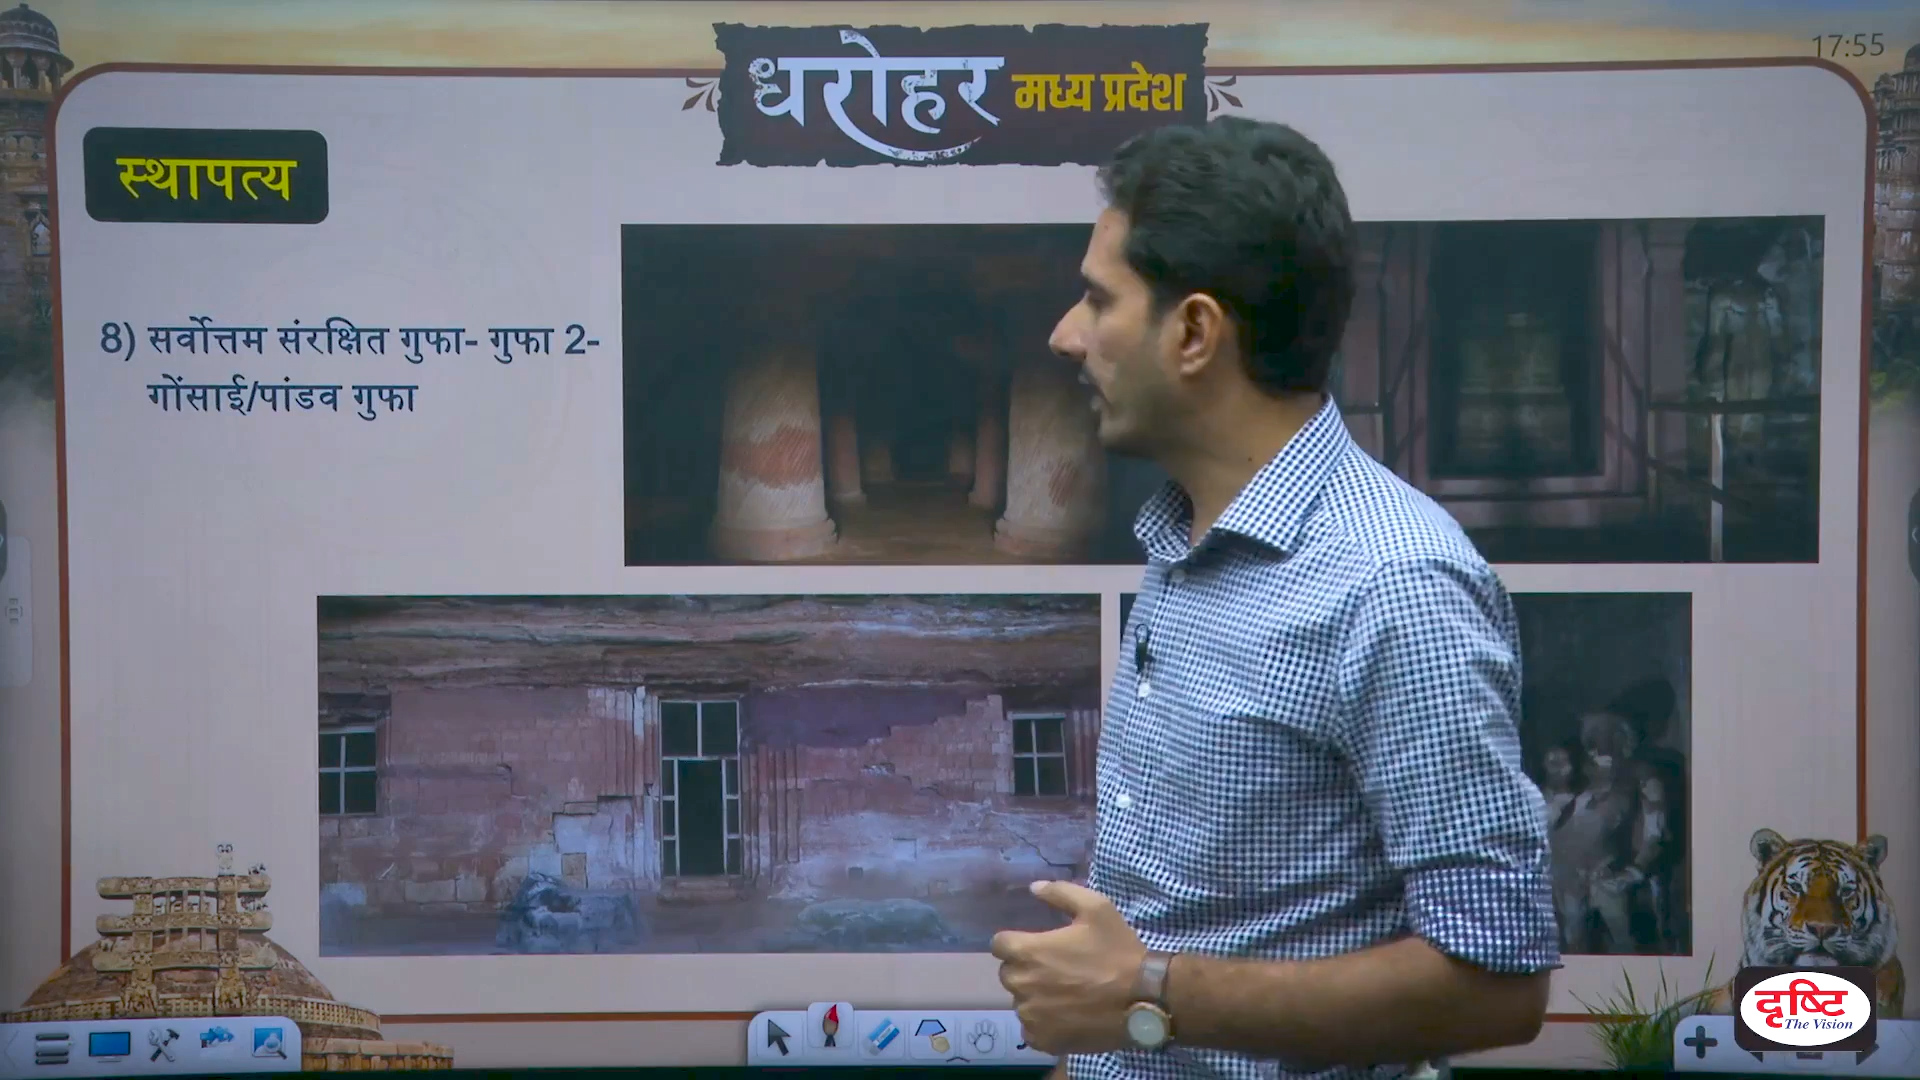 धरोहर मध्य प्रदेश
17:55
स्थापत्य
8) सर्वोत्तम संरक्षित गुफा- गुफा 2-
गोंसाई/पांडव गुफा
दृष्टि
The Vision